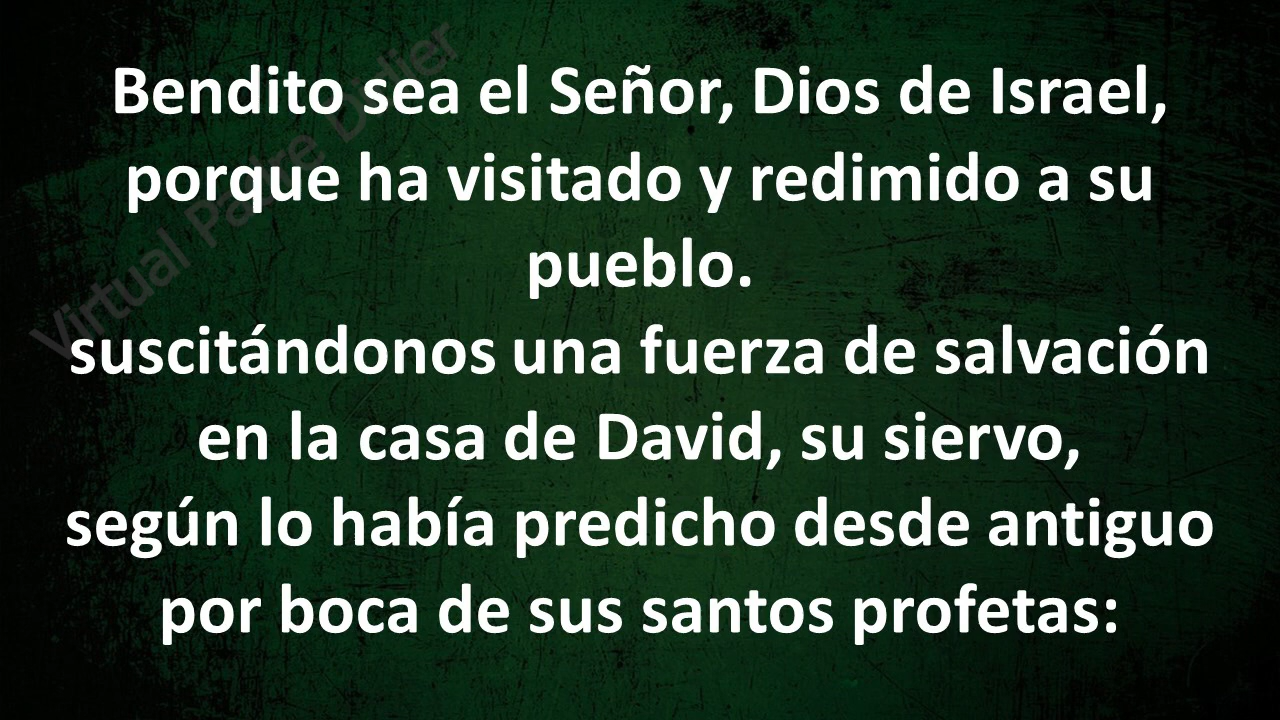 Bendito sea el Señor, Dios de Israel,
porque ha visitado y redimido a su
pueblo.
suscitándonos una fuerza de salvación
en la casa de David, su siervo,
según lo había predicho desde antiguo
por boca de sus santos profetas:
Virtual Padre Didier